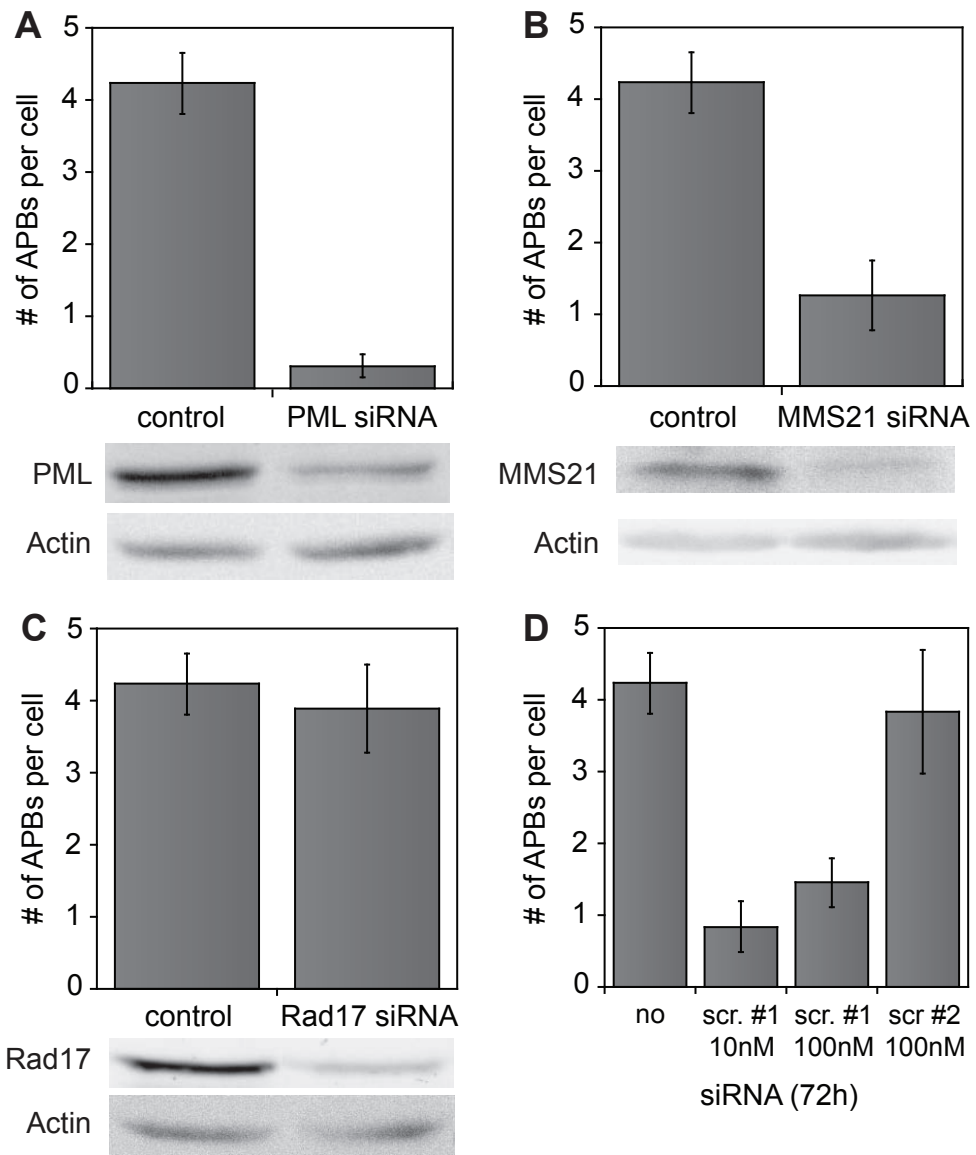 A
# of APBs per cell
5
4
3
2
1
0
control PML siRNA
PML
Actin
B
# of APBs per cell
5
4
3
2
1
0
control MMS21 siRNA
MMS21
Actin
C
# of APBs per cell
5
4
3
2
1
0
control Rad17 siRNA
Rad17
Actin
D
# of APBs per cell
5
4
3
2
1
0
no scr. #1 scr. #1 scr #2
10nM 100nM 100nM
siRNA (72h)